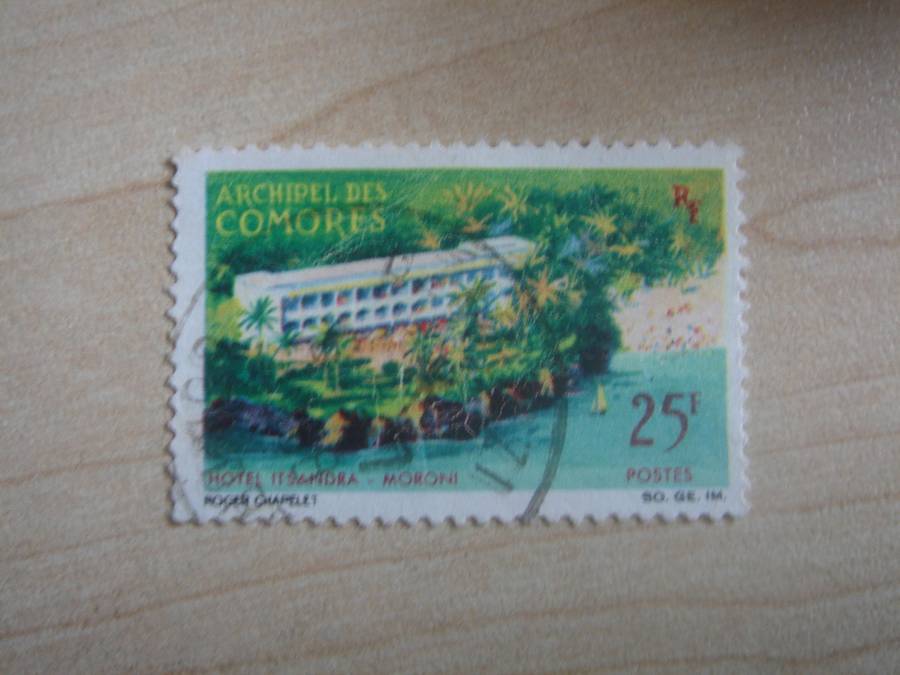 ARCHIPEL DES
COMORES
RF
25F
HOTEL ITSANDRA - MORONI
POSTES
ROGER CHAPELET
SO. GE. IM.